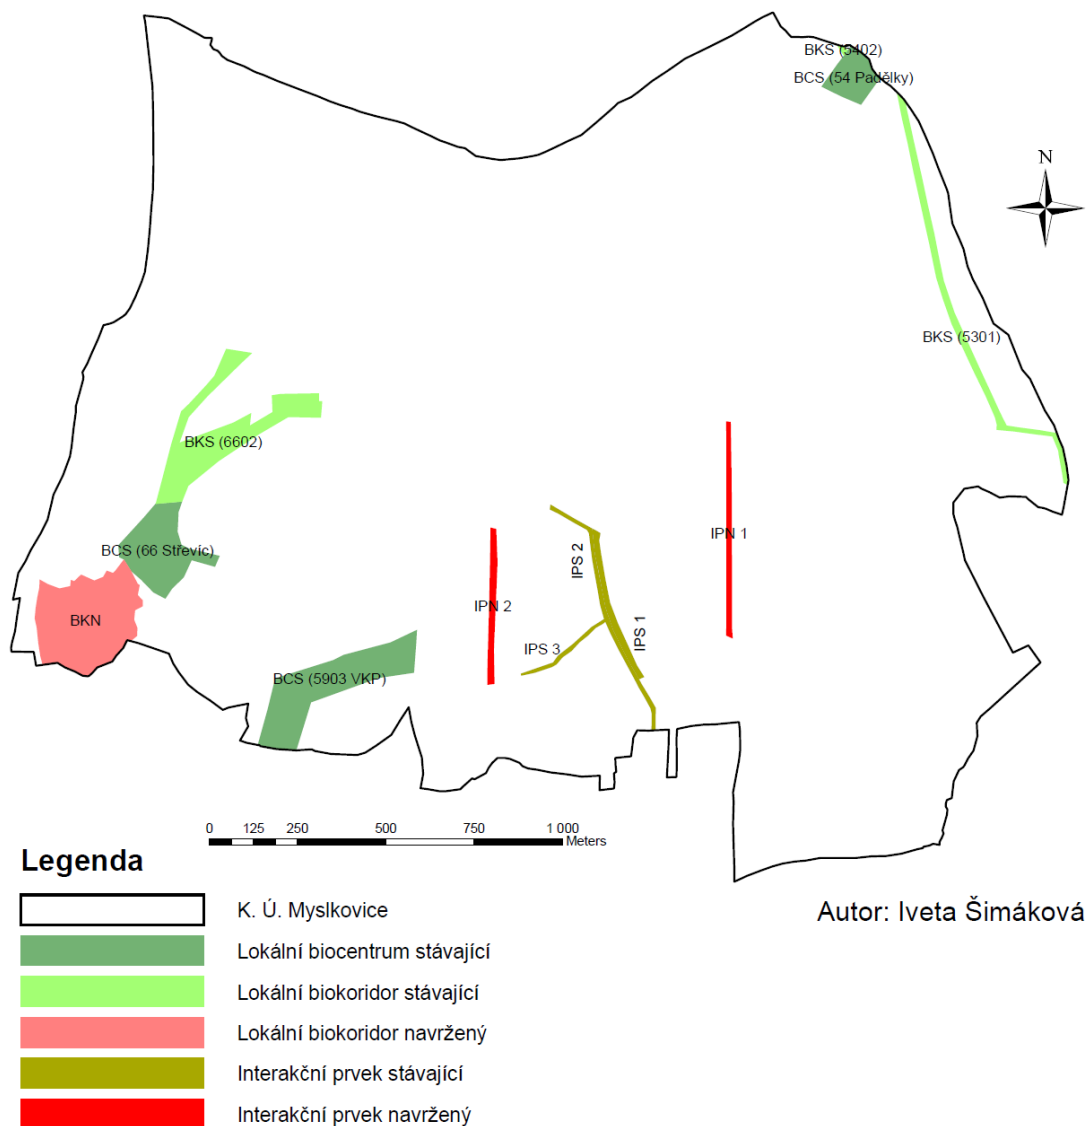 BKS (5402)
BCS (54 Padělky)
N
BKS (5301)
BKS (6602)
BCS (66 Střevíc)
BKN
BCS (5903 VKP)
IPN 2
IPS 2
IPS 3
IPS 1
IPN 1
0 125 250 500 750 1 000
Meters
Legenda
K. Ú. Myslkovice
Lokální biocentrum stávající
Lokální biokoridor stávající
Lokální biokoridor navržený
Interakční prvek stávající
Interakční prvek navržený
Autor: Iveta Šimáková